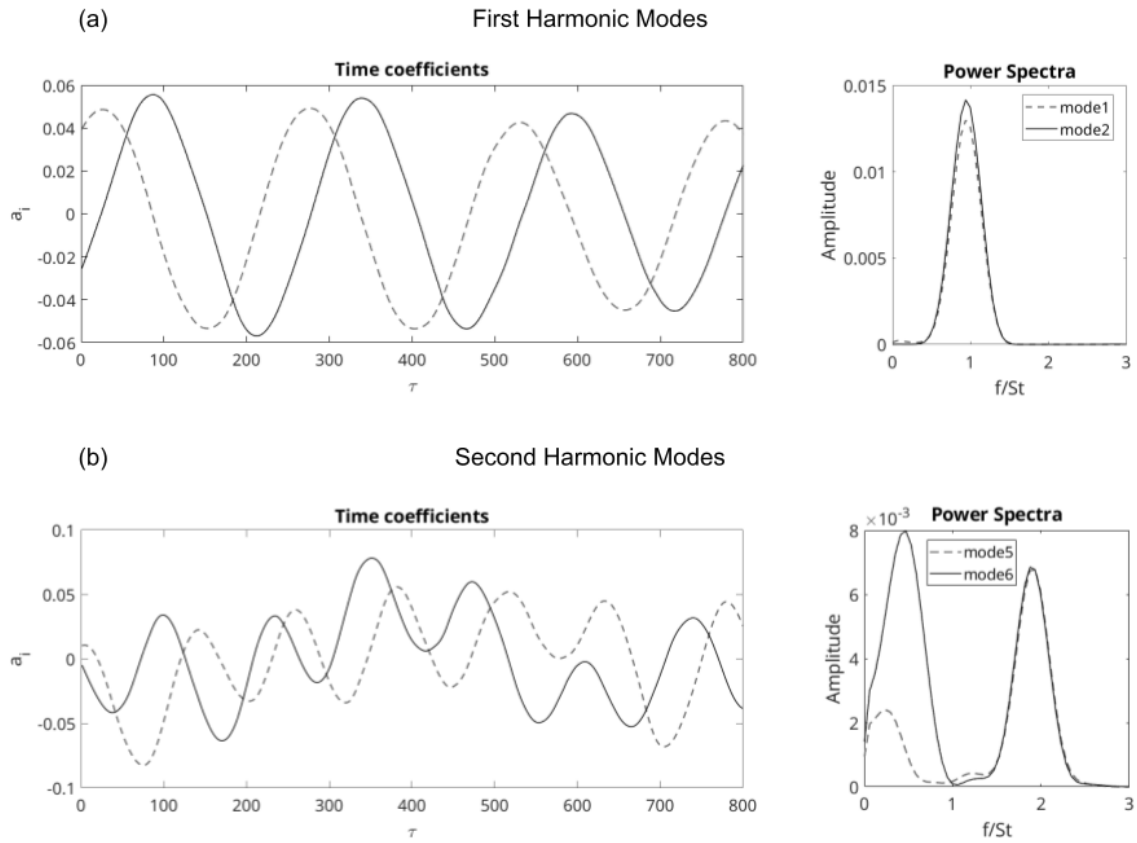 (a) First Harmonic Modes
Time coefficients
0.06
0.04
0.02
0
-0.02
-0.04
-0.06
a_i
0 100 200 300 400 500 600 700 800
τ
Power Spectra
0.015
0.01
0.005
0
Amplitude
mode1
mode2
0 1 2 3
f/St
(b) Second Harmonic Modes
Time coefficients
0.1
0.05
0
-0.05
-0.1
a_i
0 100 200 300 400 500 600 700 800
τ
×10⁻³ Power Spectra
8
6
4
2
0
Amplitude
mode5
mode6
0 1 2 3
f/St